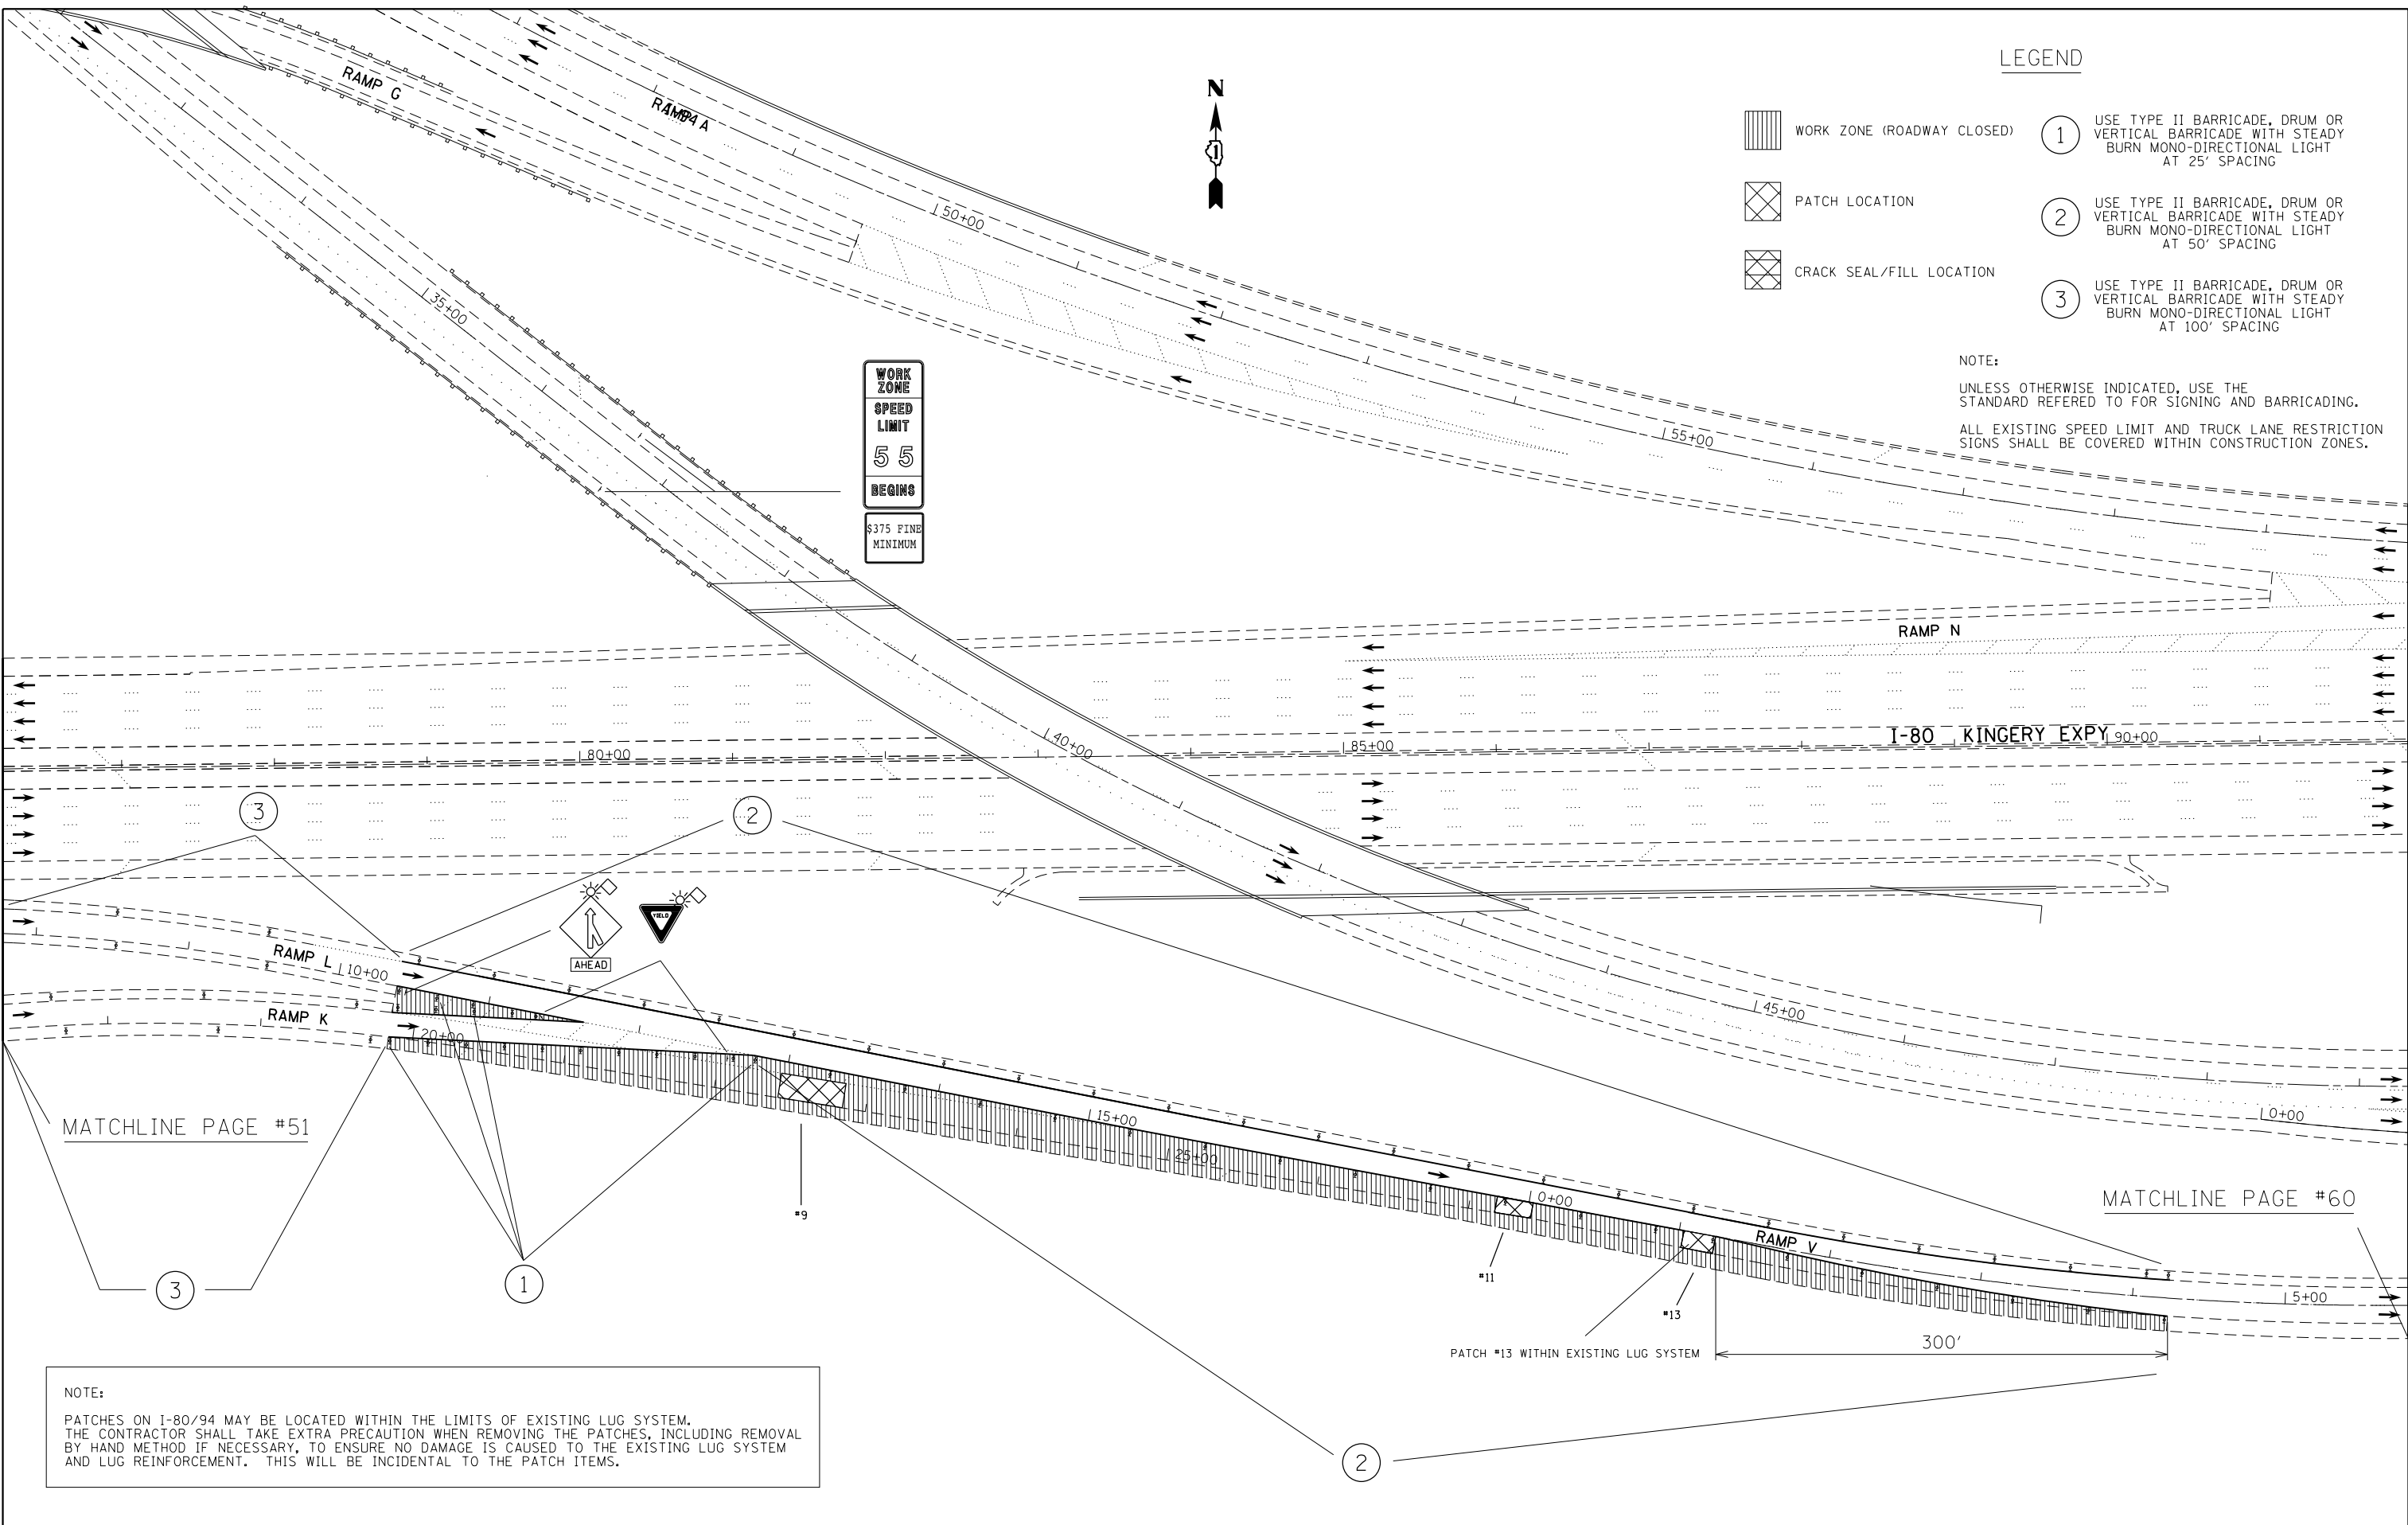 LEGEND
WORK ZONE (ROADWAY CLOSED)
PATCH LOCATION
CRACK SEAL/FILL LOCATION
1
USE TYPE II BARRICADE, DRUM OR
VERTICAL BARRICADE WITH STEADY
BURN MONO-DIRECTIONAL LIGHT
AT 25' SPACING
2
USE TYPE II BARRICADE, DRUM OR
VERTICAL BARRICADE WITH STEADY
BURN MONO-DIRECTIONAL LIGHT
AT 50' SPACING
3
USE TYPE II BARRICADE, DRUM OR
VERTICAL BARRICADE WITH STEADY
BURN MONO-DIRECTIONAL LIGHT
AT 100' SPACING
NOTE:
UNLESS OTHERWISE INDICATED, USE THE
STANDARD REFERED TO FOR SIGNING AND BARRICADING.
ALL EXISTING SPEED LIMIT AND TRUCK LANE RESTRICTION
SIGNS SHALL BE COVERED WITHIN CONSTRUCTION ZONES.
N
1
RAMP G
RAMP A
50+00
35+00
55+00
WORK
ZONE
SPEED
LIMIT
55
BEGINS
$375 FINE
MINIMUM
RAMP N
40+00
80+00
85+00
I-80 KINGERY EXPY
90+00
3
2
YIELD
AHEAD
RAMP L
10+00
RAMP K
20+00
45+00
0+00
MATCHLINE PAGE #51
15+00
25+00
#9
0+00
MATCHLINE PAGE #60
RAMP V
#11
#13
5+00
3
1
PATCH #13 WITHIN EXISTING LUG SYSTEM
300'
2
NOTE:
PATCHES ON I-80/94 MAY BE LOCATED WITHIN THE LIMITS OF EXISTING LUG SYSTEM.
THE CONTRACTOR SHALL TAKE EXTRA PRECAUTION WHEN REMOVING THE PATCHES, INCLUDING REMOVAL
BY HAND METHOD IF NECESSARY, TO ENSURE NO DAMAGE IS CAUSED TO THE EXISTING LUG SYSTEM
AND LUG REINFORCEMENT. THIS WILL BE INCIDENTAL TO THE PATCH ITEMS.